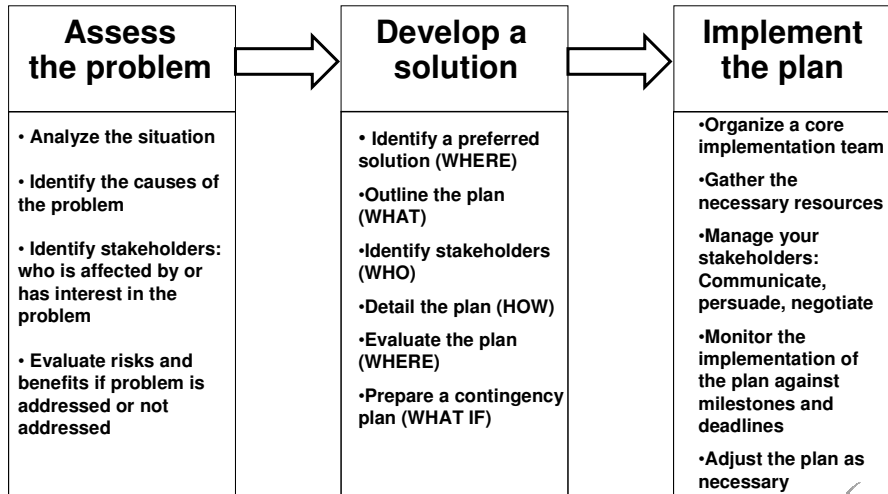 Assess
the problem
• Analyze the situation
• Identify the causes of
the problem
• Identify stakeholders:
who is affected by or
has interest in the
problem
• Evaluate risks and
benefits if problem is
addressed or not
addressed
Develop a
solution
• Identify a preferred
solution (WHERE)
•Outline the plan
(WHAT)
•Identify stakeholders
(WHO)
•Detail the plan (HOW)
•Evaluate the plan
(WHERE)
•Prepare a contingency
plan (WHAT IF)
Implement
the plan
•Organize a core
implementation team
•Gather the
necessary resources
•Manage your
stakeholders:
Communicate,
persuade, negotiate
•Monitor the
implementation of
the plan against
milestones and
deadlines
•Adjust the plan as
necessary